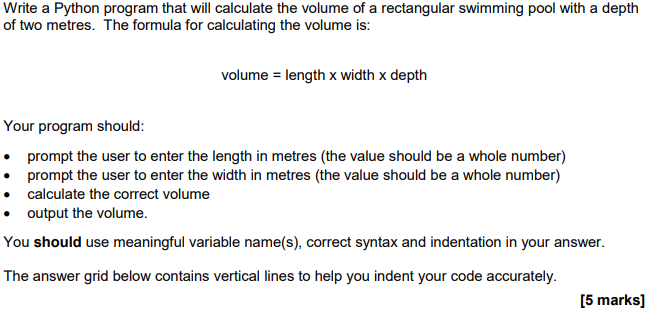 Write a Python program that will calculate the volume of a rectangular swimming pool with a depth
of two metres. The formula for calculating the volume is:
volume = length x width x depth
Your program should:
• prompt the user to enter the length in metres (the value should be a whole number)
• prompt the user to enter the width in metres (the value should be a whole number)
• calculate the correct volume
• output the volume.
You should use meaningful variable name(s), correct syntax and indentation in your answer.
The answer grid below contains vertical lines to help you indent your code accurately.
[5 marks]